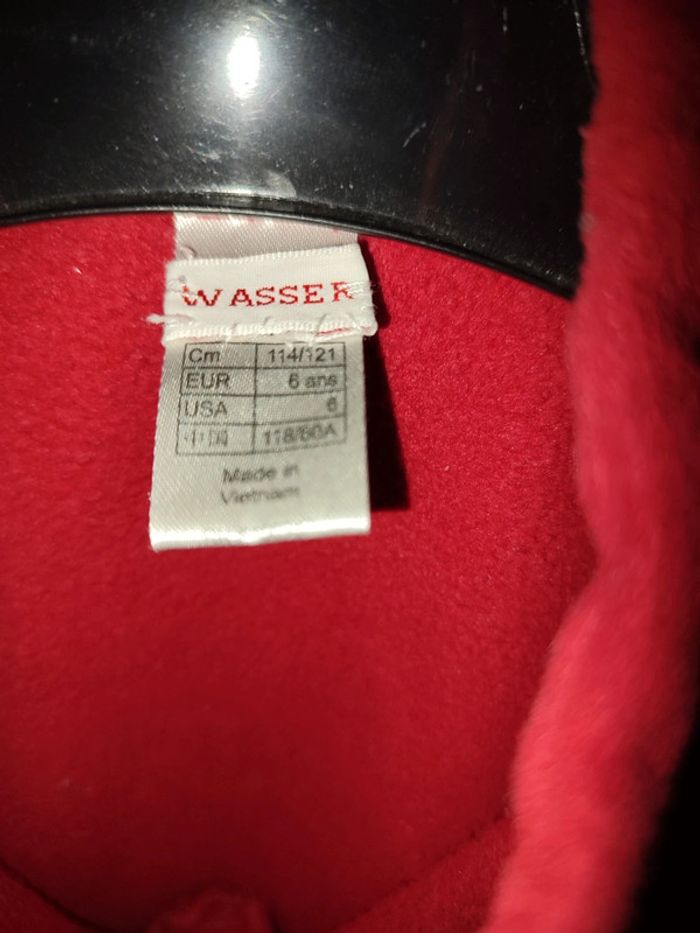 WASSER
Cm 114/121
EUR 6 ans
USA 6
中国 118/60A
Made in
Vietnam